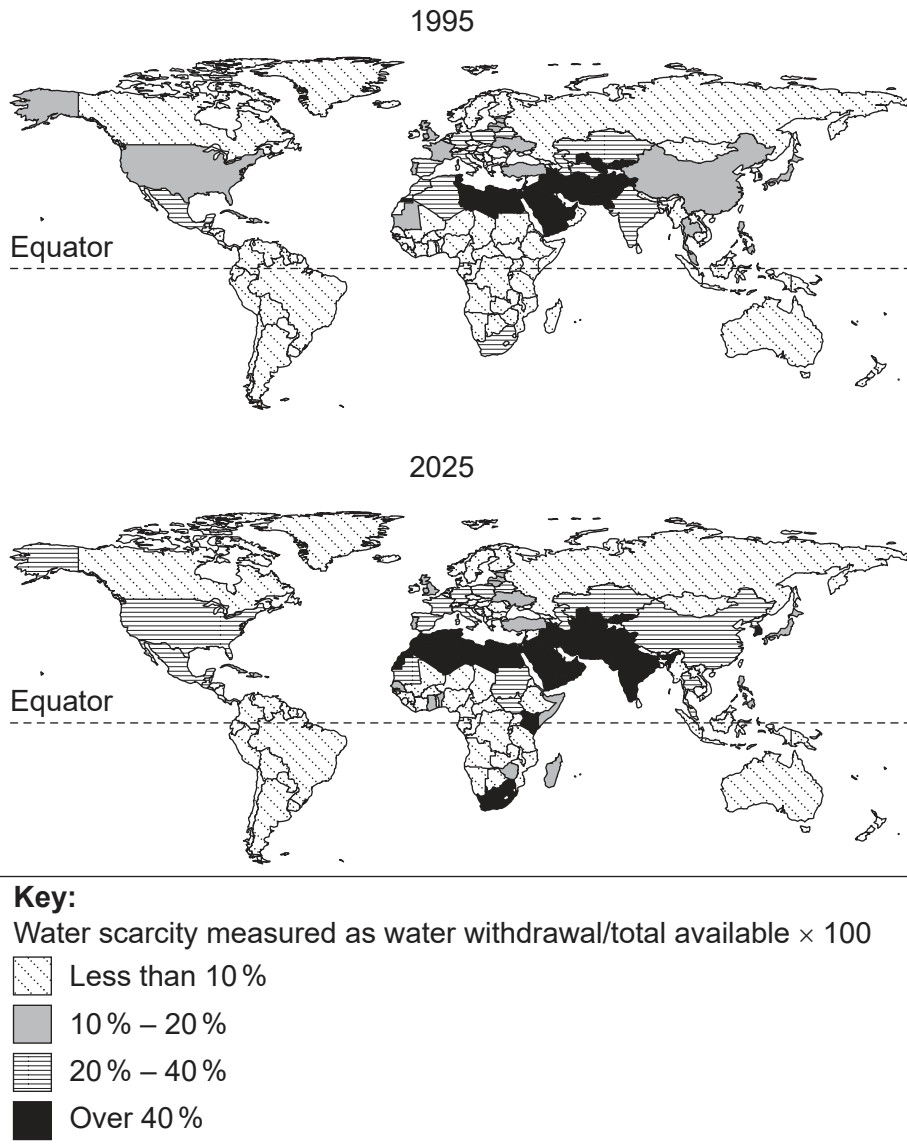 1995
Equator
2025
Equator
Key:
Water scarcity measured as water withdrawal/total available × 100
Less than 10 %
10 % – 20 %
20 % – 40 %
Over 40 %